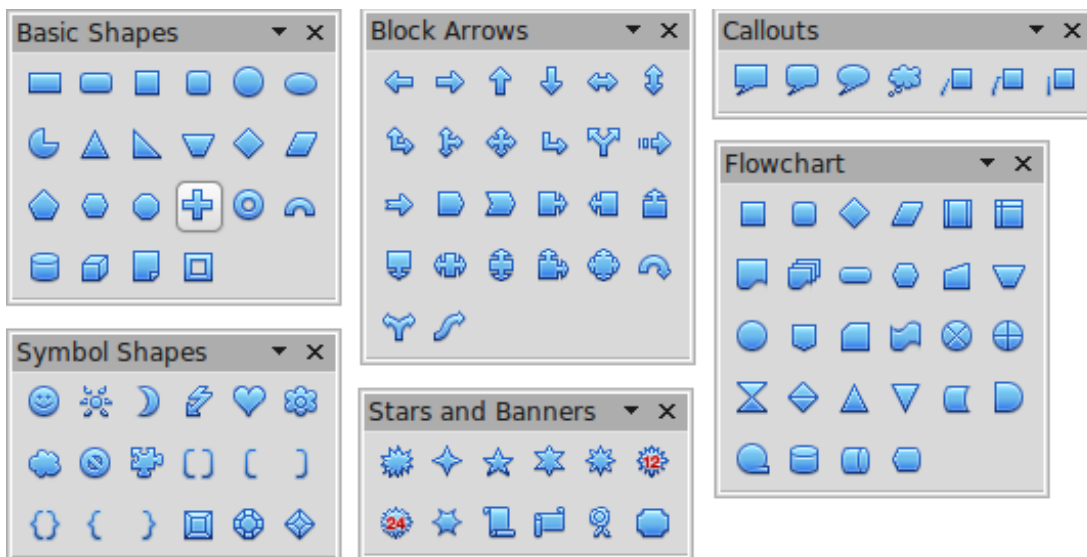 Basic Shapes
Block Arrows
Callouts
Flowchart
Symbol Shapes
Stars and Banners
12
24